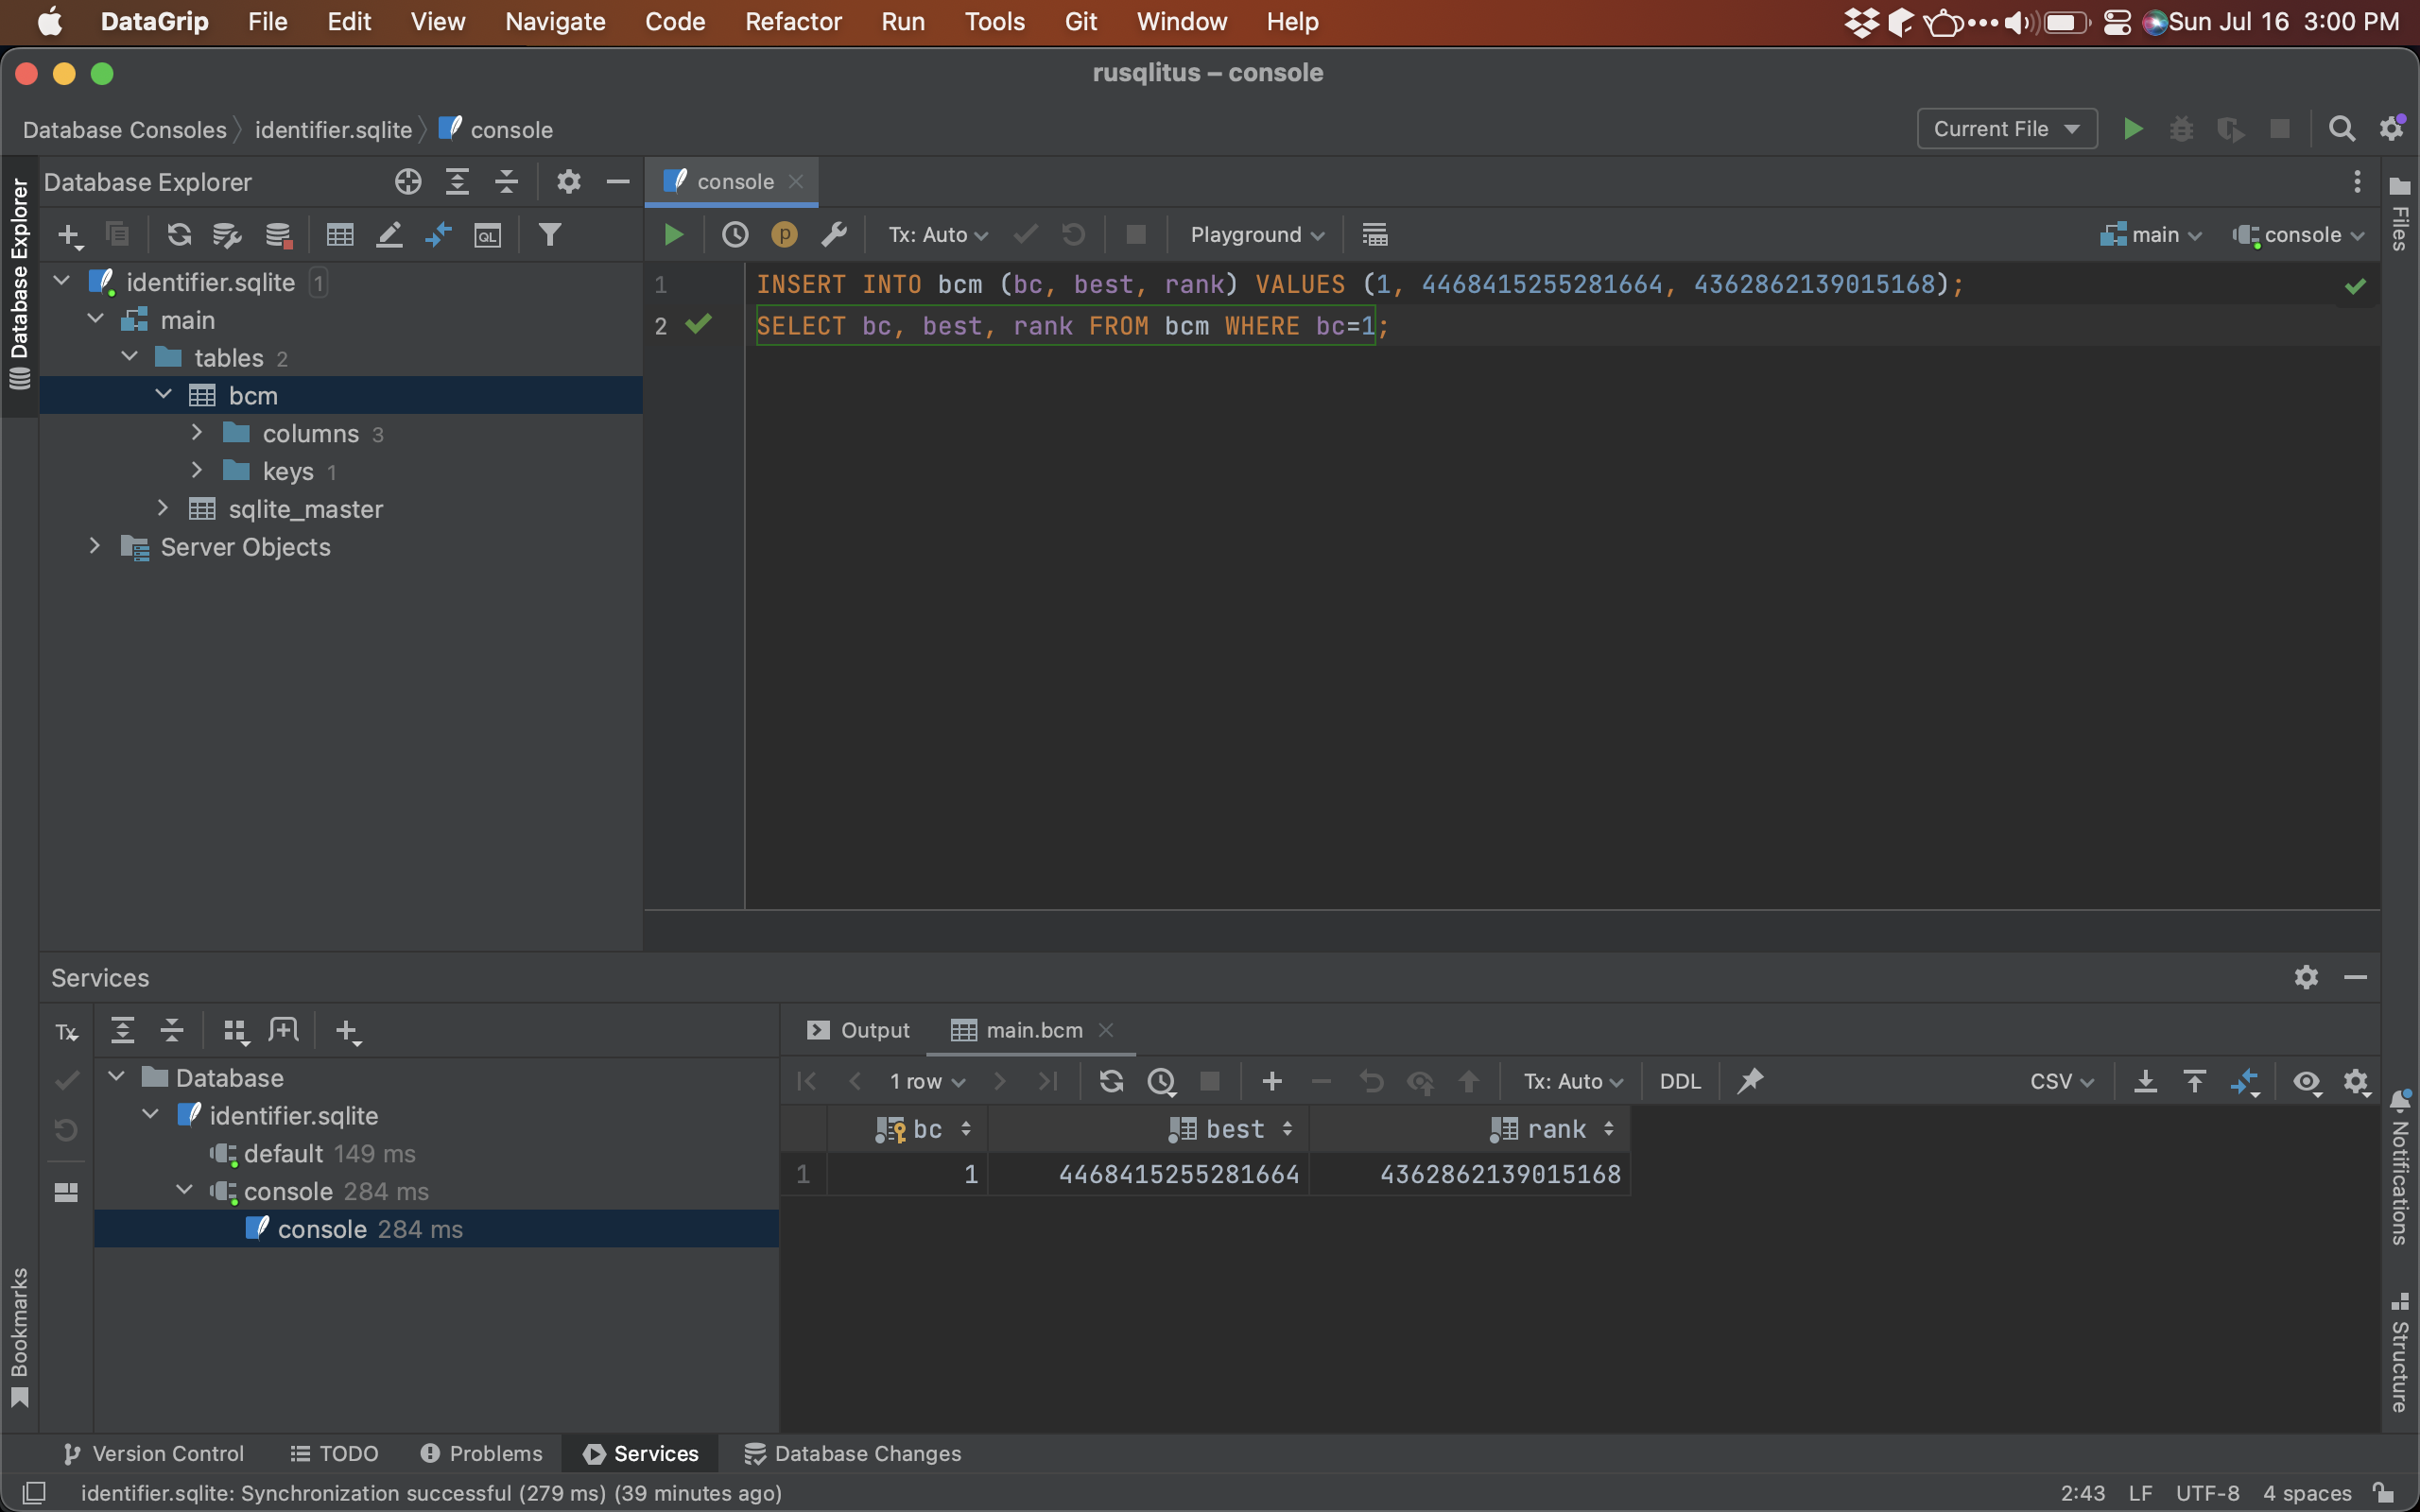 DataGrip File Edit View Navigate Code Refactor Run Tools Git Window Help Sun Jul 16 3:00 PM
rusqlitus – console
Database Consoles identifier.sqlite console
Current File
Database Explorer
Database Explorer
console
Files
Tx: Auto
Playground
main
console
identifier.sqlite 1
main
tables 2
bcm
columns 3
keys 1
sqlite_master
Server Objects
1 INSERT INTO bcm (bc, best, rank) VALUES (1, 4468415255281664, 4362862139015168);
2 SELECT bc, best, rank FROM bcm WHERE bc=1;
Services
Tx
Database
identifier.sqlite
default 149 ms
console 284 ms
console 284 ms
Output main.bcm
1 row
Tx: Auto
DDL
CSV
bc best rank
1 1 4468415255281664 4362862139015168
Notifications
Structure
Bookmarks
Version Control TODO Problems Services Database Changes
identifier.sqlite: Synchronization successful (279 ms) (39 minutes ago) 2:43 LF UTF-8 4 spaces